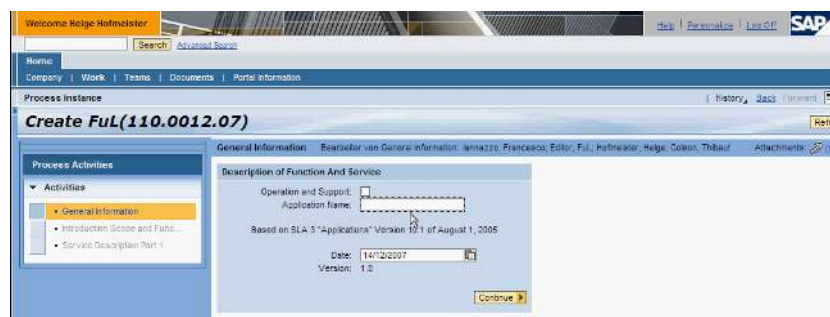 Welcome Helge Hofmeister
Help | Personalize | Log Off SAP
Search Advanced Search
Home
Company | Work | Teams | Documents | Portal Information
Process Instance
| History Back Forward
Create FuL(110.0012.07)
Refr
General Information Bearbeiter von General information: Iannazzo, Francesco; Editor, FuL; Hofmeister, Helge; Colson, Thibaut Attachments:
Process Activities
Description of Function And Service
Activities
Operation and Support:
General Information
Application Name:
Introduction Scope and Func...
Based on SLA 3 "Applications" Version 10.1 of August 1, 2005
Service Description Part 1
Date: 14/12/2007
Version: 1.0
Continue